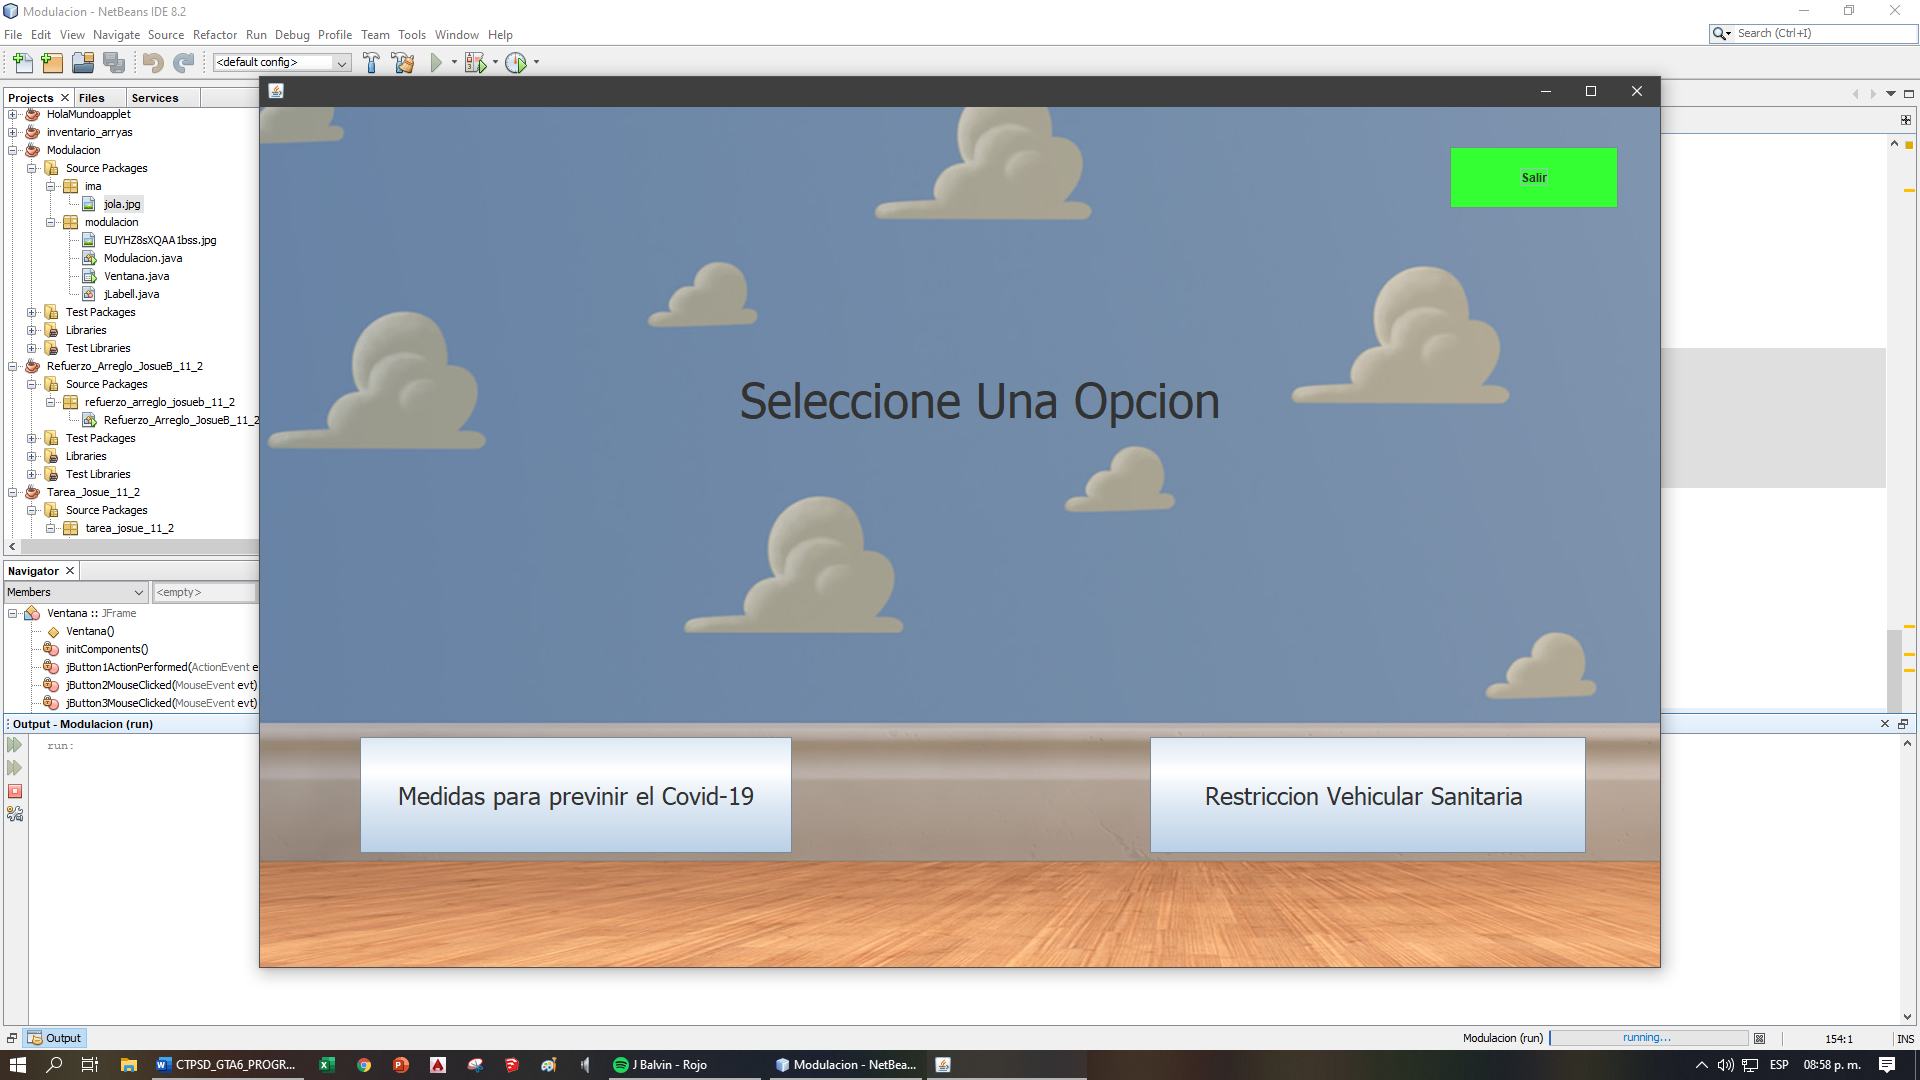 Modulacion - NetBeans IDE 8.2
File Edit View Navigate Source Refactor Run Debug Profile Team Tools Window Help
Search (Ctrl+I)
<default config>
Projects Files Services
HolaMundoapplet
inventario_arryas
Modulacion
Source Packages
ima
jola.jpg
modulacion
EUYHZ8sXQAA1bss.jpg
Modulacion.java
Ventana.java
jLabell.java
Test Packages
Libraries
Test Libraries
Refuerzo_Arreglo_JosueB_11_2
Source Packages
refuerzo_arreglo_josueb_11_2
Refuerzo_Arreglo_JosueB_11_2
Test Packages
Libraries
Test Libraries
Tarea_Josue_11_2
Source Packages
tarea_josue_11_2
Navigator
Members <empty>
Ventana :: JFrame
Ventana()
initComponents()
jButton1ActionPerformed(ActionEvent e
jButton2MouseClicked(MouseEvent evt)
jButton3MouseClicked(MouseEvent evt)
Salir
Seleccione Una Opcion
Medidas para previnir el Covid-19
Restriccion Vehicular Sanitaria
Output - Modulacion (run)
run:
Output
Modulacion (run) running... 154:1 INS
CTPSD_GTA6_PROGR...
J Balvin - Rojo
Modulacion - NetBea...
ESP 08:58 p. m.